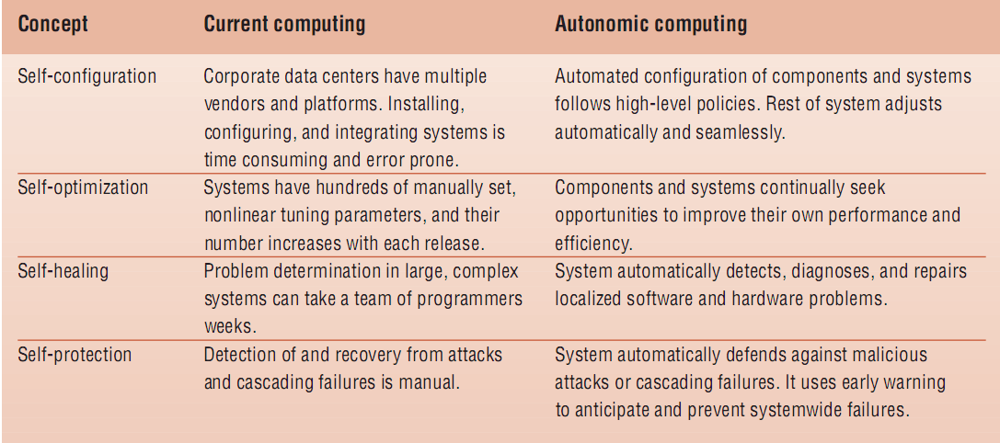 Concept Current computing Autonomic computing
Self-configuration Corporate data centers have multiple Automated configuration of components and systems
vendors and platforms. Installing, follows high-level policies. Rest of system adjusts
configuring, and integrating systems is automatically and seamlessly.
time consuming and error prone.
Self-optimization Systems have hundreds of manually set, Components and systems continually seek
nonlinear tuning parameters, and their opportunities to improve their own performance and
number increases with each release. efficiency.
Self-healing Problem determination in large, complex System automatically detects, diagnoses, and repairs
systems can take a team of programmers localized software and hardware problems.
weeks.
Self-protection Detection of and recovery from attacks System automatically defends against malicious
and cascading failures is manual. attacks or cascading failures. It uses early warning
to anticipate and prevent systemwide failures.